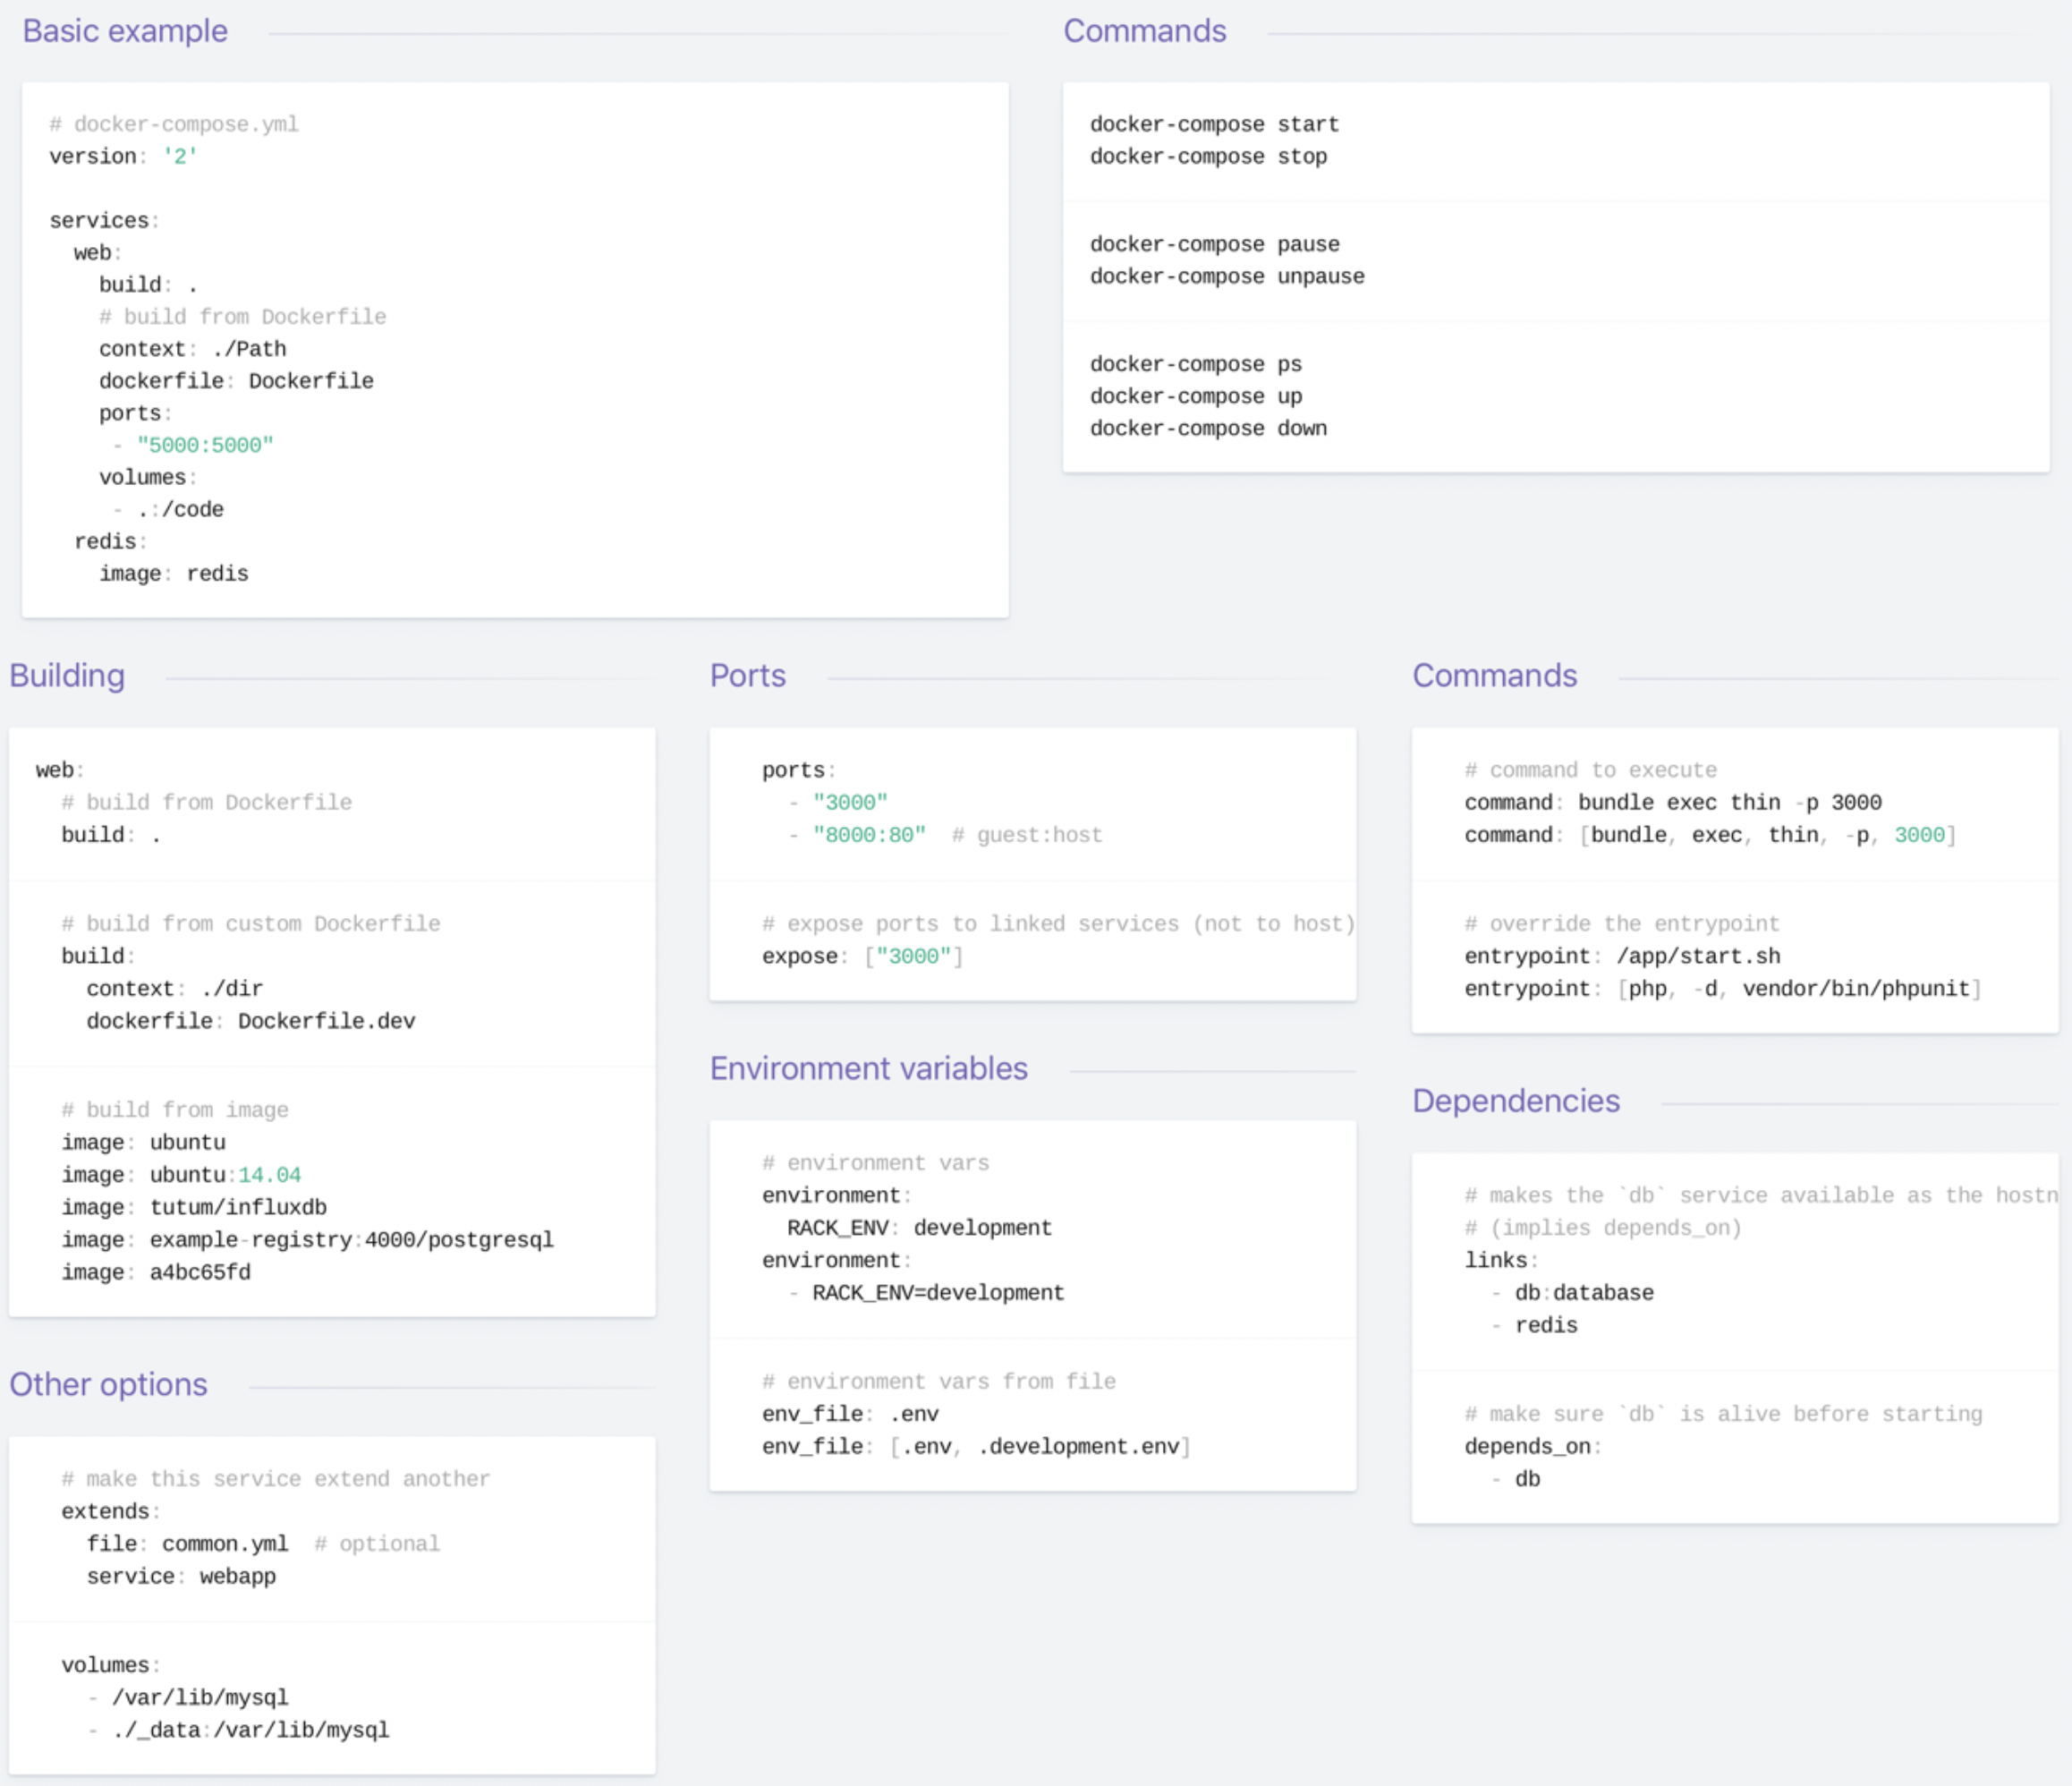 Basic example
# docker-compose.yml
version: '2'
services:
  web:
    build: .
    # build from Dockerfile
    context: ./Path
    dockerfile: Dockerfile
    ports:
     - "5000:5000"
    volumes:
     - .:/code
  redis:
    image: redis
Commands
docker-compose start
docker-compose stop
docker-compose pause
docker-compose unpause
docker-compose ps
docker-compose up
docker-compose down
Building
web:
  # build from Dockerfile
  build: .
  # build from custom Dockerfile
  build:
    context: ./dir
    dockerfile: Dockerfile.dev
  # build from image
  image: ubuntu
  image: ubuntu:14.04
  image: tutum/influxdb
  image: example-registry:4000/postgresql
  image: a4bc65fd
Other options
  # make this service extend another
  extends:
    file: common.yml  # optional
    service: webapp
  volumes:
    - /var/lib/mysql
    - ./_data:/var/lib/mysql
Ports
  ports:
    - "3000"
    - "8000:80"  # guest:host
  # expose ports to linked services (not to host)
  expose: ["3000"]
Environment variables
  # environment vars
  environment:
    RACK_ENV: development
  environment:
    - RACK_ENV=development
  # environment vars from file
  env_file: .env
  env_file: [.env, .development.env]
Commands
  # command to execute
  command: bundle exec thin -p 3000
  command: [bundle, exec, thin, -p, 3000]
  # override the entrypoint
  entrypoint: /app/start.sh
  entrypoint: [php, -d, vendor/bin/phpunit]
Dependencies
  # makes the `db` service available as the hostn
  # (implies depends_on)
  links:
    - db:database
    - redis
  # make sure `db` is alive before starting
  depends_on:
    - db